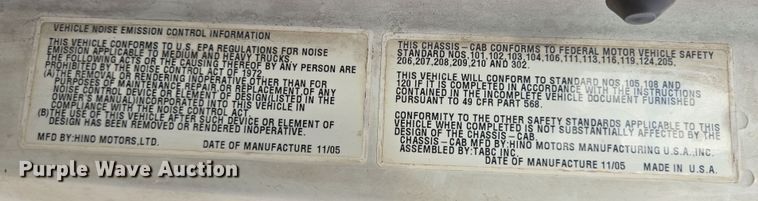 VEHICLE NOISE EMISSION CONTROL INFORMATION
THIS VEHICLE CONFORMS TO U.S. EPA REGULATIONS FOR NOISE
EMISSION APPLICABLE TO MEDIUM AND HEAVY TRUCKS.
THE FOLLOWING ACTS OR THE CAUSING THEREOF BY ANY PERSON ARE
PROHIBITED BY THE NOISE CONTROL ACT OF 1972.
(A)THE REMOVAL OR RENDERING INOPERATIVE, OTHER THAN FOR
PURPOSES OF MAINTENANCE, REPAIR, OR REPLACEMENT OF ANY
NOISE CONTROL DEVICE OR ELEMENT OF DESIGN(LISTED IN THE
OWNER'S MANUAL)INCORPORATED INTO THIS VEHICLE IN
COMPLIANCE WITH THE NOISE CONTROL ACT.
(B)THE USE OF THIS VEHICLE AFTER SUCH DEVICE OR ELEMENT OF
DESIGN HAS BEEN REMOVED OR RENDERED INOPERATIVE.
MFD BY:HINO MOTORS,LTD. DATE OF MANUFACTURE 11/05
THIS CHASSIS-CAB CONFORMS TO FEDERAL MOTOR VEHICLE SAFETY
STANDARD NOS.101,102,103,104,106,111,113,116,119,124,205,
206,207,208,209,210 AND 302.
THIS VEHICLE WILL CONFORM TO STANDARD NOS.105,108 AND
120 IF IT IS COMPLETED IN ACCORDANCE WITH THE INSTRUCTIONS
CONTAINED IN THE INCOMPLETE VEHICLE DOCUMENT FURNISHED
PURSUANT TO 49 CFR PART 568.
CONFORMITY TO THE OTHER SAFETY STANDARDS APPLICABLE TO THIS
VEHICLE WHEN COMPLETED IS NOT SUBSTANTIALLY AFFECTED BY THE
DESIGN OF THE CHASSIS-CAB.
CHASSIS-CAB MFD BY:HINO MOTORS MANUFACTURING U.S.A.,INC.
ASSEMBLED BY:TABC INC.
DATE OF MANUFACTURE 11/05 MADE IN U.S.A.
Purple Wave Auction